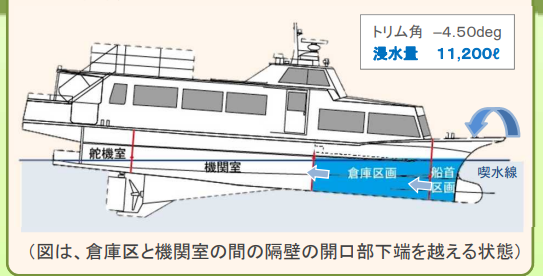 トリム角 −4.50deg
浸水量 11,200ℓ
舵機室
機関室
倉庫区画
船首
区画
喫水線
(図は、倉庫区と機関室の間の隔壁の開口部下端を越える状態)